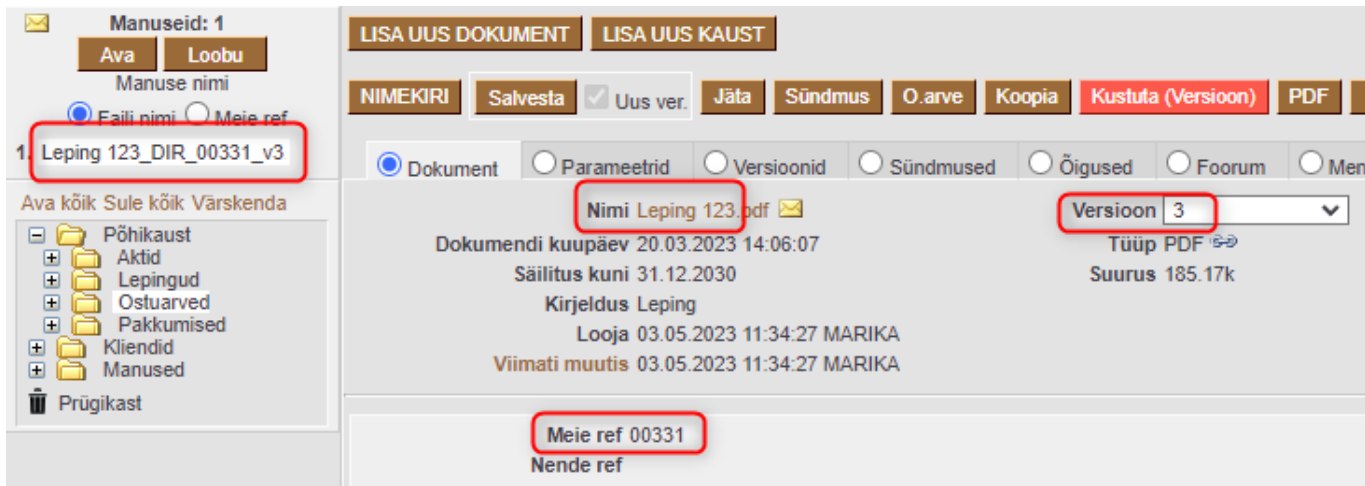 Manuseid: 1
Ava Loobu
Manuse nimi
Faili nimi Meie ref
1. Leping 123_DIR_00331_v3
Ava kõik Sule kõik Värskenda
Põhikaust
Aktid
Lepingud
Ostuarved
Pakkumised
Kliendid
Manused
Prügikast
LISA UUS DOKUMENT LISA UUS KAUST
NIMEKIRI Salvesta Uus ver. Jäta Sündmus O.arve Koopia Kustuta (Versioon) PDF
Dokument Parameetrid Versioonid Sündmused Õigused Foorum Men
Nimi Leping 123.pdf Versioon 3
Dokumendi kuupäev 20.03.2023 14:06:07 Tüüp PDF
Säilitus kuni 31.12.2030 Suurus 185.17k
Kirjeldus Leping
Looja 03.05.2023 11:34:27 MARIKA
Viimati muutis 03.05.2023 11:34:27 MARIKA
Meie ref 00331
Nende ref